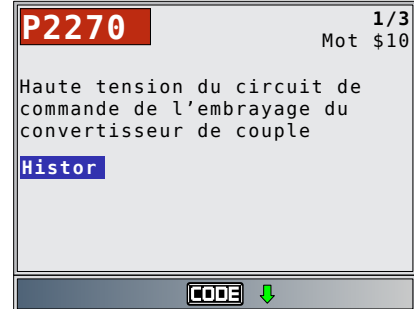 P2270
1/3
Mot $10
Haute tension du circuit de
commande de l’embrayage du
convertisseur de couple
Histor
CODE